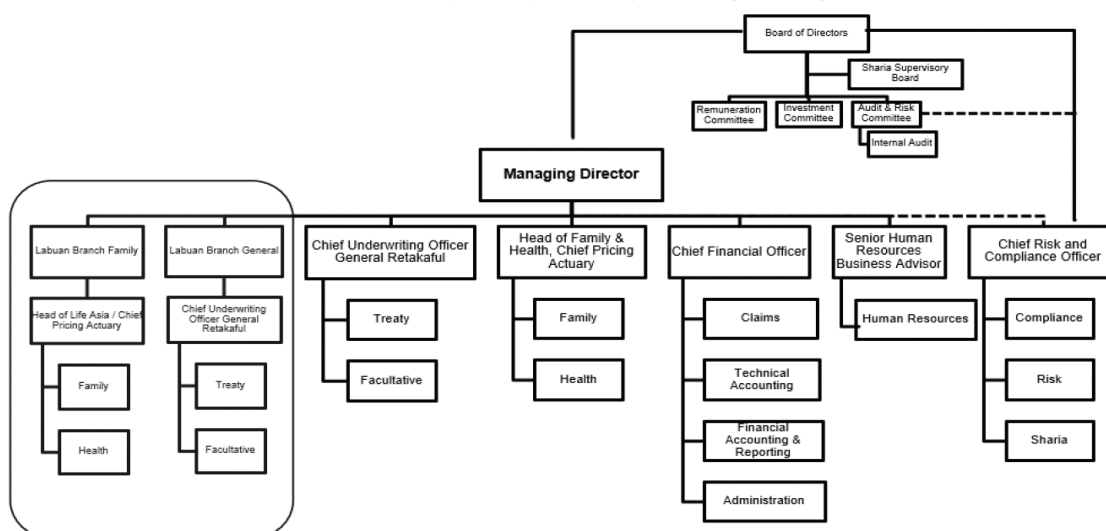 Board of Directors
Sharia Supervisory
Board
Remuneration
Committee
Investment
Committee
Audit & Risk
Committee
Internal Audit
Managing Director
Labuan Branch Family
Labuan Branch General
Chief Underwriting Officer
General Retakaful
Head of Family &
Health, Chief Pricing
Actuary
Chief Financial Officer
Senior Human
Resources
Business Advisor
Chief Risk and
Compliance Officer
Head of Life Asia / Chief
Pricing Actuary
Chief Underwriting
Officer General
Retakaful
Treaty
Family
Claims
Human Resources
Compliance
Family
Treaty
Facultative
Health
Technical
Accounting
Risk
Health
Facultative
Financial
Accounting &
Reporting
Sharia
Administration